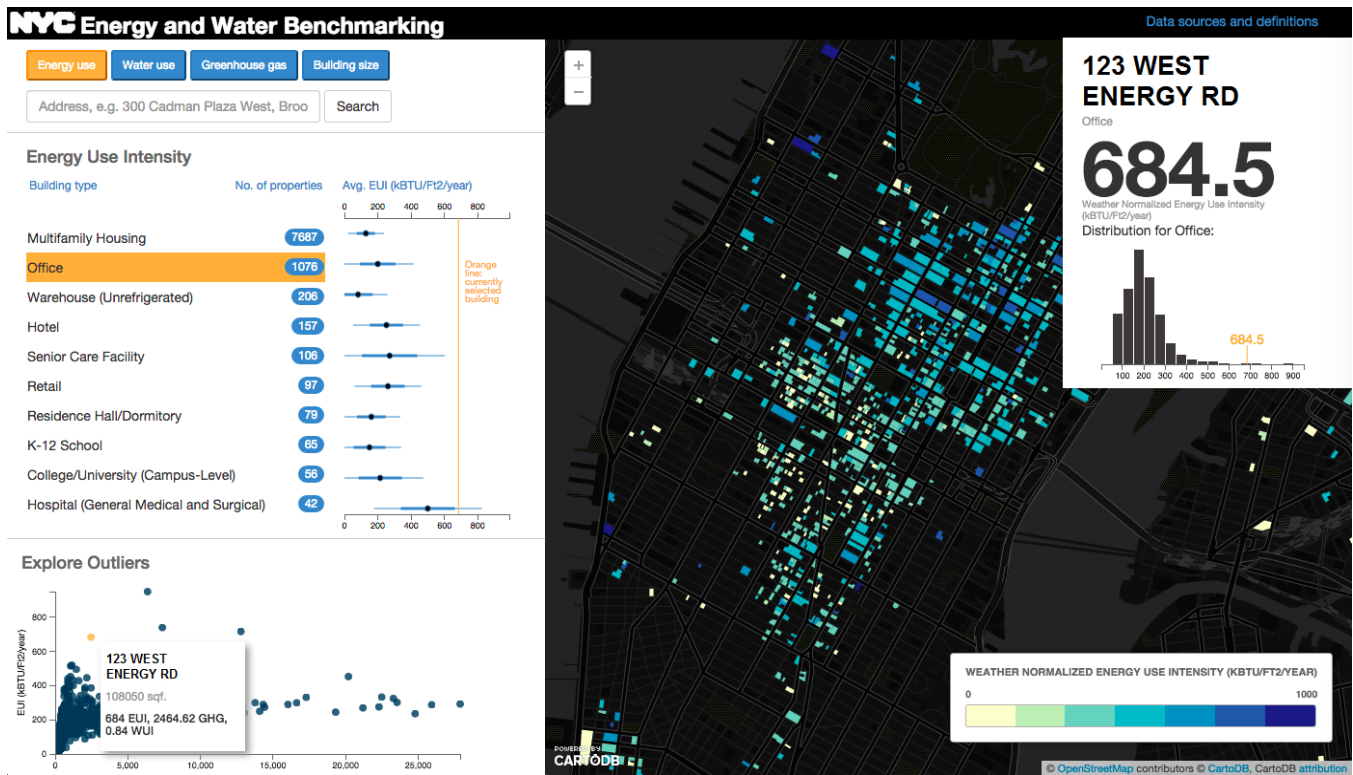 NYC Energy and Water Benchmarking
Data sources and definitions
Energy use
Water use
Greenhouse gas
Building size
Address, e.g. 300 Cadman Plaza West, Broo
Search
Energy Use Intensity
Building type
No. of properties
Avg. EUI (kBTU/Ft2/year)
0 200 400 600 800
Multifamily Housing 7687
Office 1076
Warehouse (Unrefrigerated) 206
Hotel 157
Senior Care Facility 106
Retail 97
Residence Hall/Dormitory 79
K-12 School 65
College/University (Campus-Level) 56
Hospital (General Medical and Surgical) 42
Orange
line:
currently
selected
building
0 200 400 600 800
Explore Outliers
EUI (kBTU/Ft2/year)
800
600
400
200
0
0 5,000 10,000 15,000 20,000 25,000
123 WEST
ENERGY RD
108050 sqf.
684 EUI, 2464.62 GHG,
0.84 WUI
+
−
123 WEST
ENERGY RD
Office
684.5
Weather Normalized Energy Use Intensity
(kBTU/Ft2/year)
Distribution for Office:
684.5
100 200 300 400 500 600 700 800 900
WEATHER NORMALIZED ENERGY USE INTENSITY (KBTU/FT2/YEAR)
0 1000
POWERED BY
CARTODB
© OpenStreetMap contributors © CartoDB, CartoDB attribution